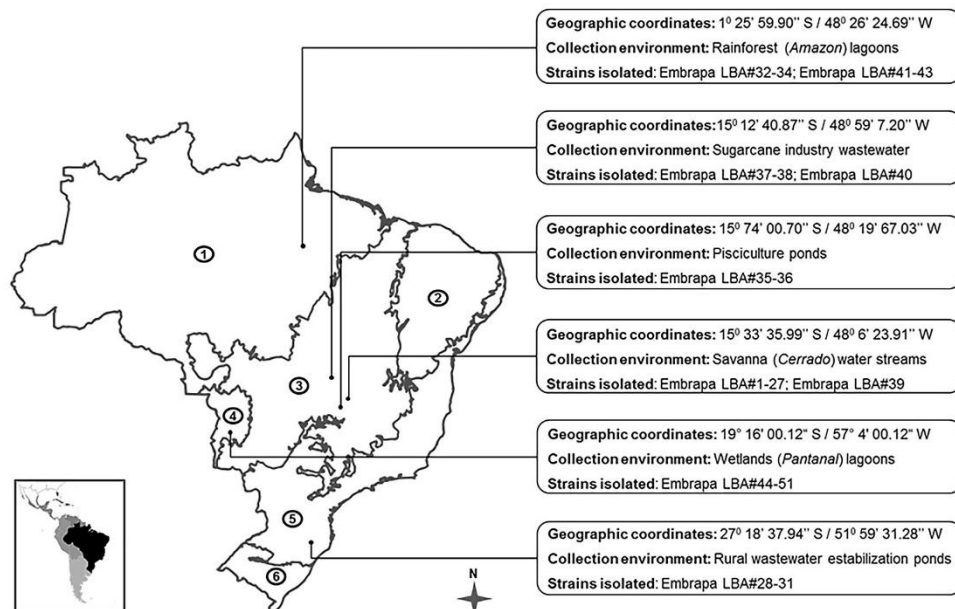 Geographic coordinates: 1⁰ 25' 59.90'' S / 48⁰ 26' 24.69'' W
Collection environment: Rainforest (Amazon) lagoons
Strains isolated: Embrapa LBA#32-34; Embrapa LBA#41-43
Geographic coordinates:15⁰ 12' 40.87'' S / 48⁰ 59' 7.20'' W
Collection environment: Sugarcane industry wastewater
Strains isolated: Embrapa LBA#37-38; Embrapa LBA#40
Geographic coordinates: 15⁰ 74' 00.70'' S / 48⁰ 19' 67.03'' W
Collection environment: Pisciculture ponds
Strains isolated: Embrapa LBA#35-36
Geographic coordinates: 15⁰ 33' 35.99'' S / 48⁰ 6' 23.91'' W
Collection environment: Savanna (Cerrado) water streams
Strains isolated: Embrapa LBA#1-27; Embrapa LBA#39
Geographic coordinates: 19° 16' 00.12" S / 57° 4' 00.12" W
Collection environment: Wetlands (Pantanal) lagoons
Strains isolated: Embrapa LBA#44-51
Geographic coordinates: 27⁰ 18' 37.94'' S / 51⁰ 59' 31.28'' W
Collection environment: Rural wastewater estabilization ponds
Strains isolated: Embrapa LBA#28-31
1
2
3
4
5
6
N